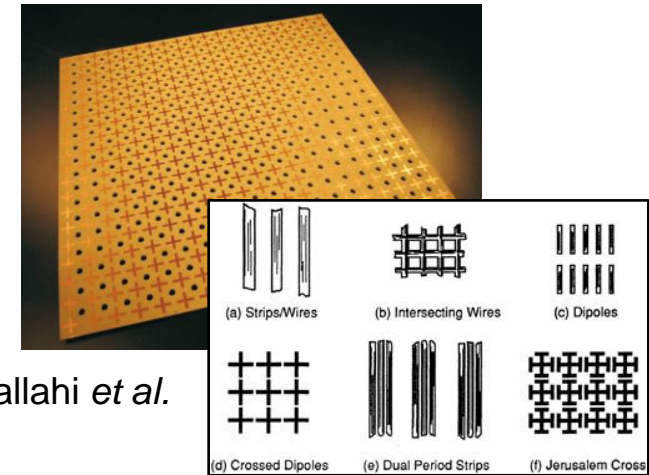 (a) Strips/Wires
(b) Intersecting Wires
(c) Dipoles
allahi et al.
(d) Crossed Dipoles
(e) Dual Period Strips
(f) Jerusalem Cross